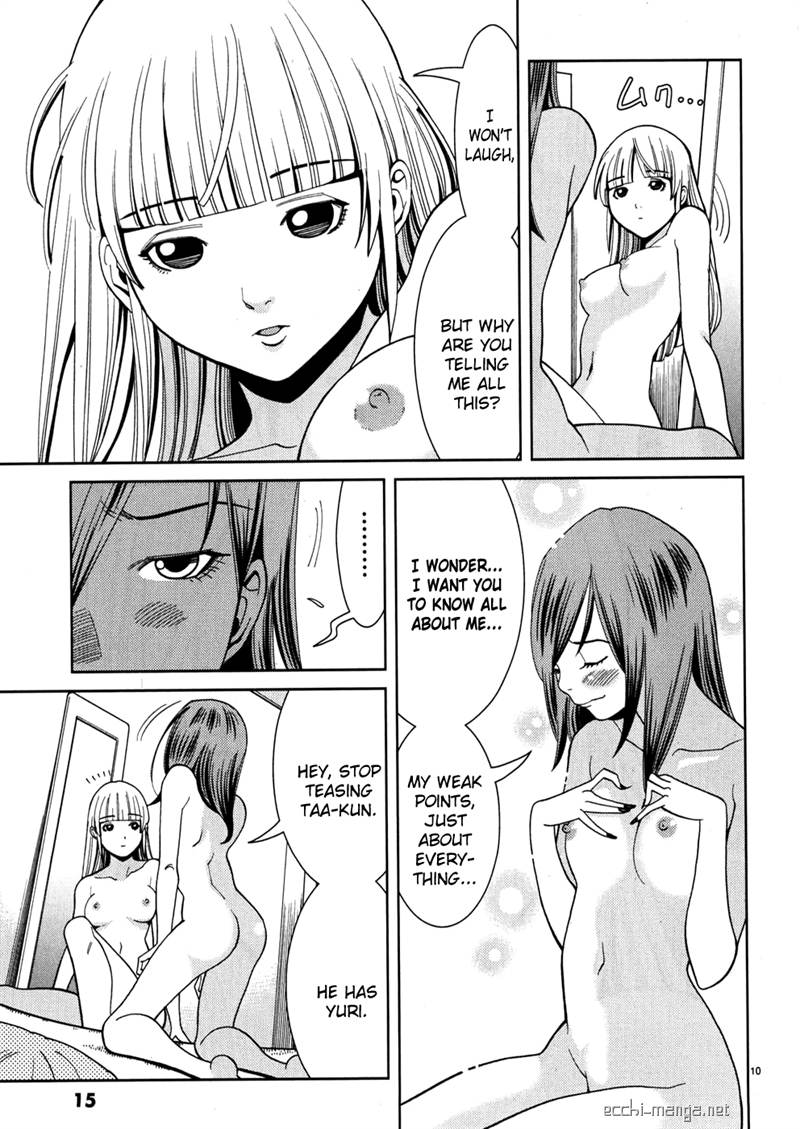 ムワ...
I
WON'T
LAUGH,
BUT WHY
ARE YOU
TELLING
ME ALL
THIS?
I WONDER...
I WANT YOU
TO KNOW ALL
ABOUT ME...
MY WEAK
POINTS,
JUST
ABOUT
EVERY-
THING...
........
HEY, STOP
TEASING
TAA-KUN.
HE HAS
YURI.
10
15
ecchi-manga.net